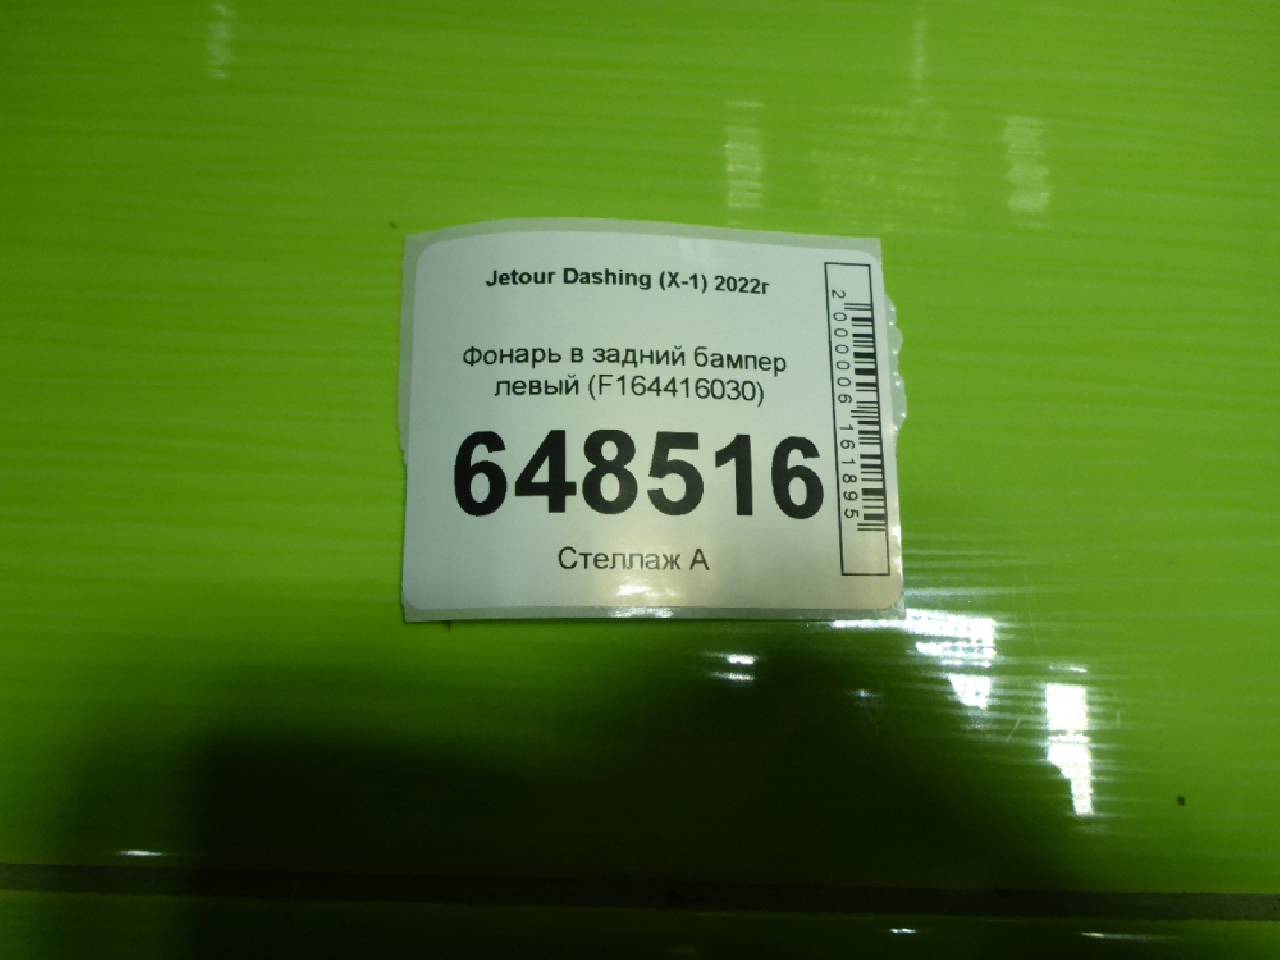 Jetour Dashing (X-1) 2022г
Фонарь в задний бампер
левый (F164416030)
648516
Стеллаж А
2000006161895